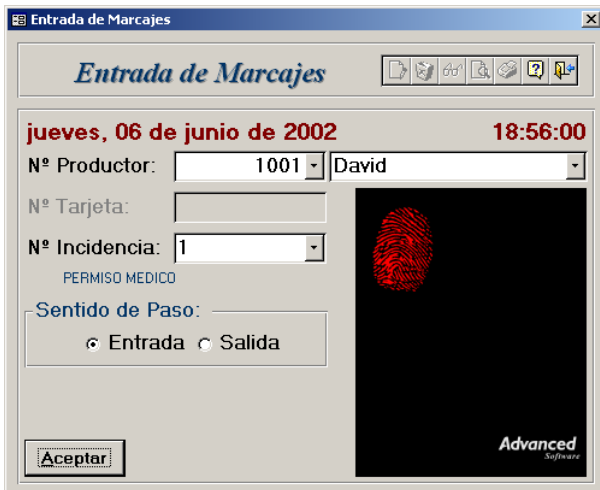 Entrada de Marcajes
Entrada de Marcajes
jueves, 06 de junio de 2002 18:56:00
Nº Productor: 1001 David
Nº Tarjeta:
Nº Incidencia: 1
PERMISO MEDICO
Sentido de Paso:
Entrada Salida
Advanced
Software
Aceptar